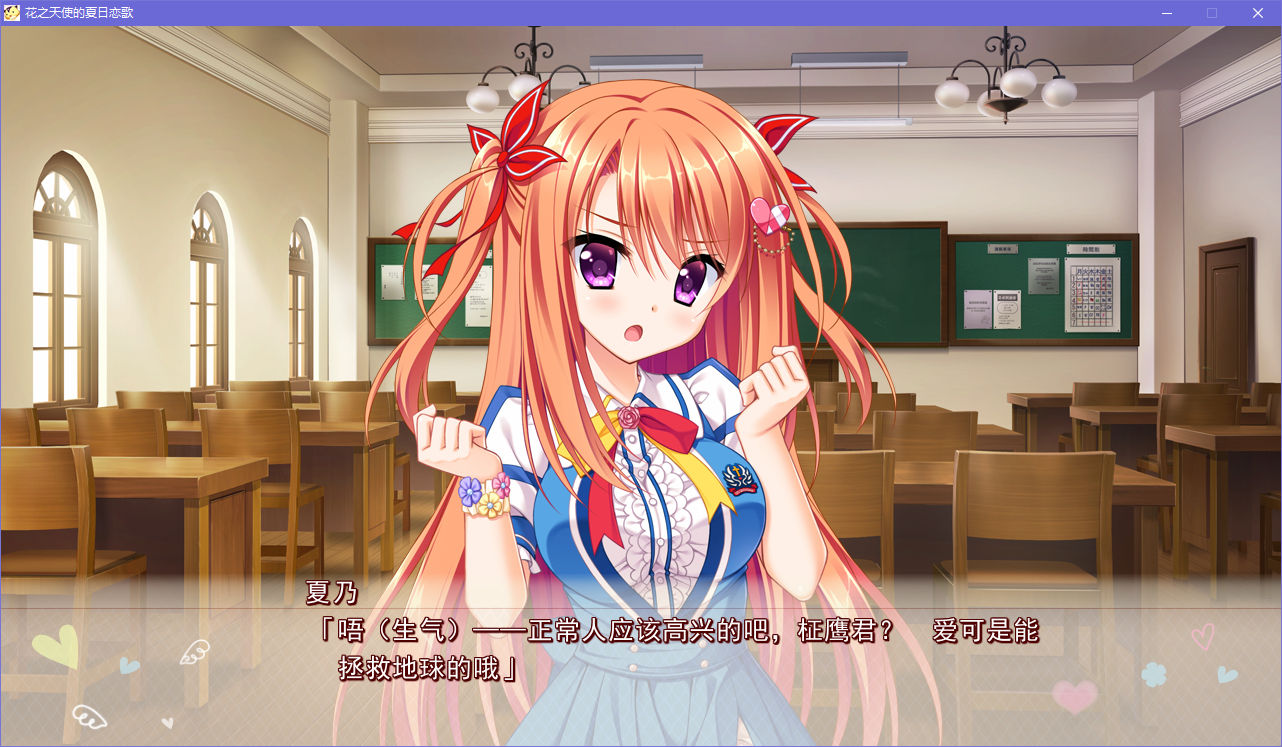 花之天使的夏日恋歌
夏乃
「唔（生气）——正常人应该高兴的吧，枉鹰君？　爱可是能
拯救地球的哦」